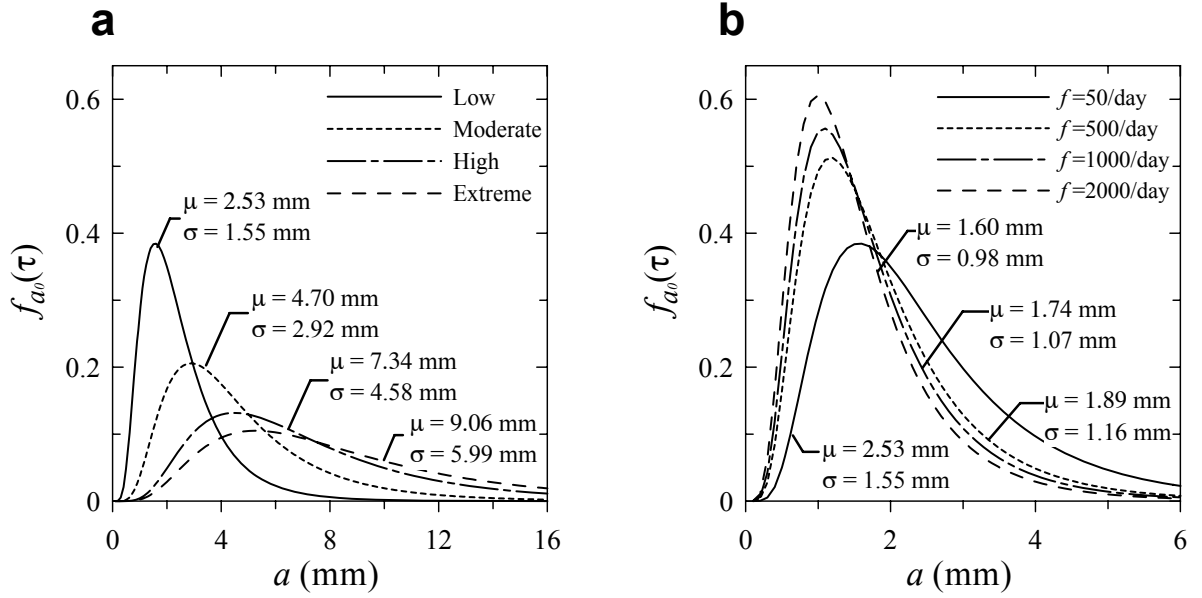 a
0.6
0.4
0.2
0
0
4
8
12
16
f_{a_0}(τ)
a (mm)
Low
Moderate
High
Extreme
μ = 2.53 mm
σ = 1.55 mm
μ = 4.70 mm
σ = 2.92 mm
μ = 7.34 mm
σ = 4.58 mm
μ = 9.06 mm
σ = 5.99 mm
b
0.6
0.4
0.2
0
0
2
4
6
f_{a_0}(τ)
a (mm)
f=50/day
f=500/day
f=1000/day
f=2000/day
μ = 1.60 mm
σ = 0.98 mm
μ = 1.74 mm
σ = 1.07 mm
μ = 1.89 mm
σ = 1.16 mm
μ = 2.53 mm
σ = 1.55 mm